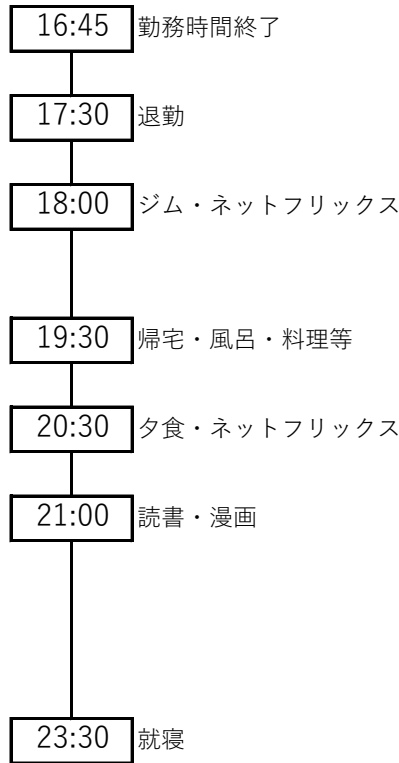 16:45 勤務時間終了
17:30 退勤
18:00 ジム・ネットフリックス
19:30 帰宅・風呂・料理等
20:30 夕食・ネットフリックス
21:00 読書・漫画
23:30 就寝